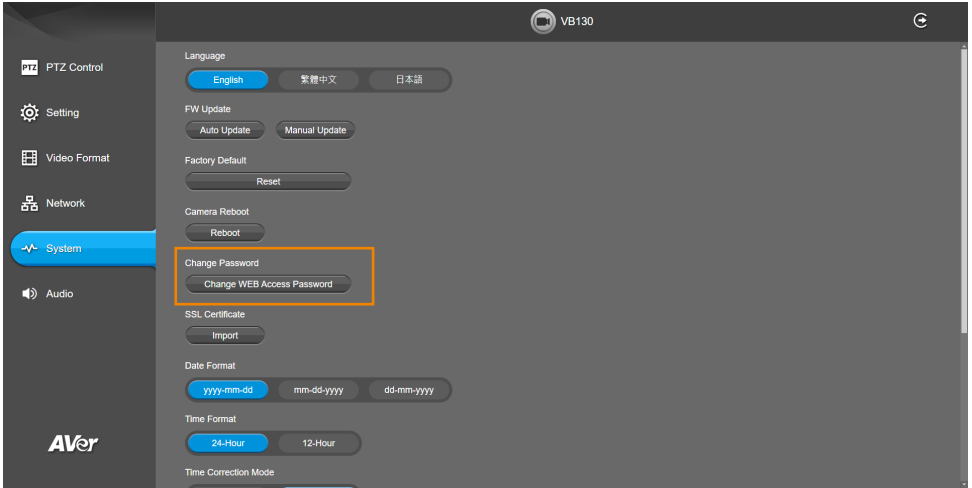 VB130
PTZ PTZ Control
Setting
Video Format
Network
System
Audio
AVer
Language
English 繁體中文 日本語
FW Update
Auto Update Manual Update
Factory Default
Reset
Camera Reboot
Reboot
Change Password
Change WEB Access Password
SSL Certificate
Import
Date Format
yyyy-mm-dd mm-dd-yyyy dd-mm-yyyy
Time Format
24-Hour 12-Hour
Time Correction Mode